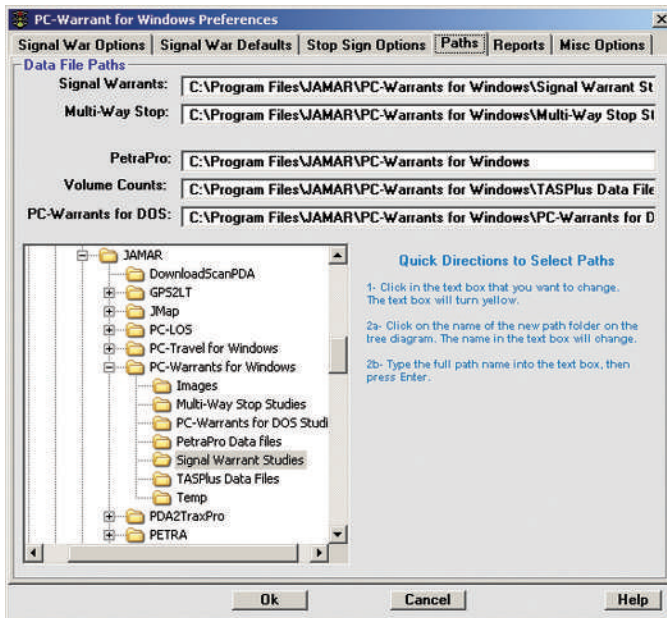 PC-Warrant for Windows Preferences
Signal War Options Signal War Defaults Stop Sign Options Paths Reports Misc Options
Data File Paths
Signal Warrants: C:\Program Files\JAMAR\PC-Warrants for Windows\Signal Warrant St
Multi-Way Stop: C:\Program Files\JAMAR\PC-Warrants for Windows\Multi-Way Stop St
PetraPro: C:\Program Files\JAMAR\PC-Warrants for Windows
Volume Counts: C:\Program Files\JAMAR\PC-Warrants for Windows\TASPlus Data File
PC-Warrants for DOS: C:\Program Files\JAMAR\PC-Warrants for Windows\PC-Warrants for D
JAMAR
DownloadScanPDA
GPS2LT
JMap
PC-LOS
PC-Travel for Windows
PC-Warrants for Windows
Images
Multi-Way Stop Studies
PC-Warrants for DOS Studi
PetraPro Data files
Signal Warrant Studies
TASPlus Data Files
Temp
PDA2TraxPro
PETRA
Quick Directions to Select Paths
1- Click in the text box that you want to change.
The text box will turn yellow.
2a- Click on the name of the new path folder on the
tree diagram. The name in the text box will change.
2b- Type the full path name into the text box, then
press Enter.
Ok Cancel Help